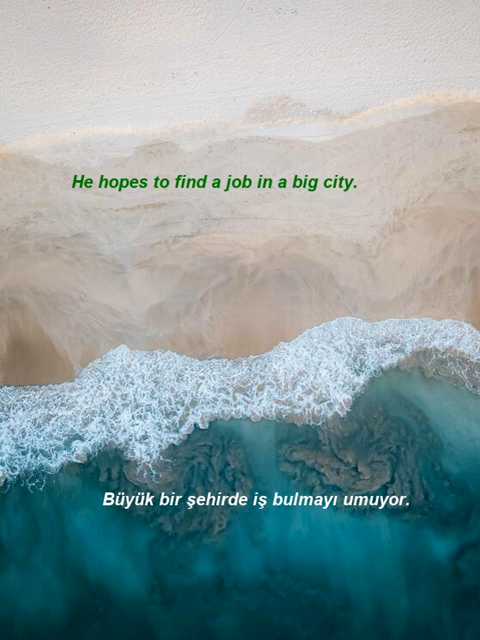 He hopes to find a job in a big city.
Büyük bir şehirde iş bulmayı umuyor.